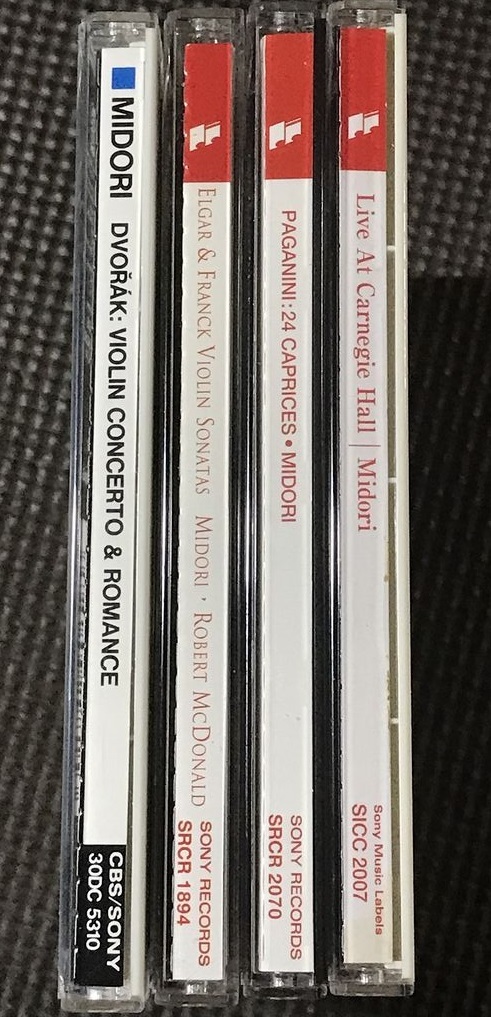 MIDORI DVOŘÁK: VIOLIN CONCERTO & ROMANCE
CBS/SONY
30DC 5310
ELGAR & FRANCK VIOLIN SONATAS MIDORI · ROBERT MCDONALD
SONY RECORDS
SRCR 1894
PAGANINI: 24 CAPRICES • MIDORI
SONY RECORDS
SRCR 2070
Live At Carnegie Hall | Midori
Sony Music Labels
SICC 2007